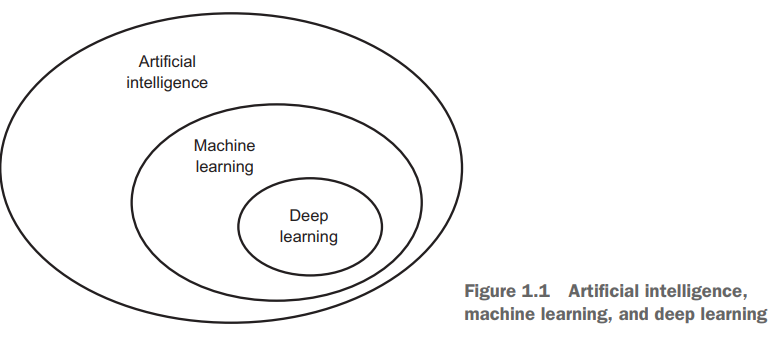 Artificial
intelligence
Machine
learning
Deep
learning
Figure 1.1 Artificial intelligence,
machine learning, and deep learning